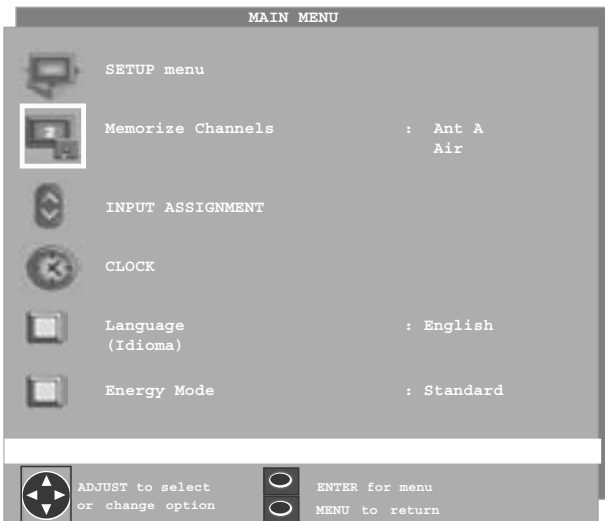 MAIN MENU
SETUP menu
Memorize Channels : Ant A
Air
INPUT ASSIGNMENT
CLOCK
Language : English
(Idioma)
Energy Mode : Standard
ADJUST to select
or change option
ENTER for menu
MENU to return